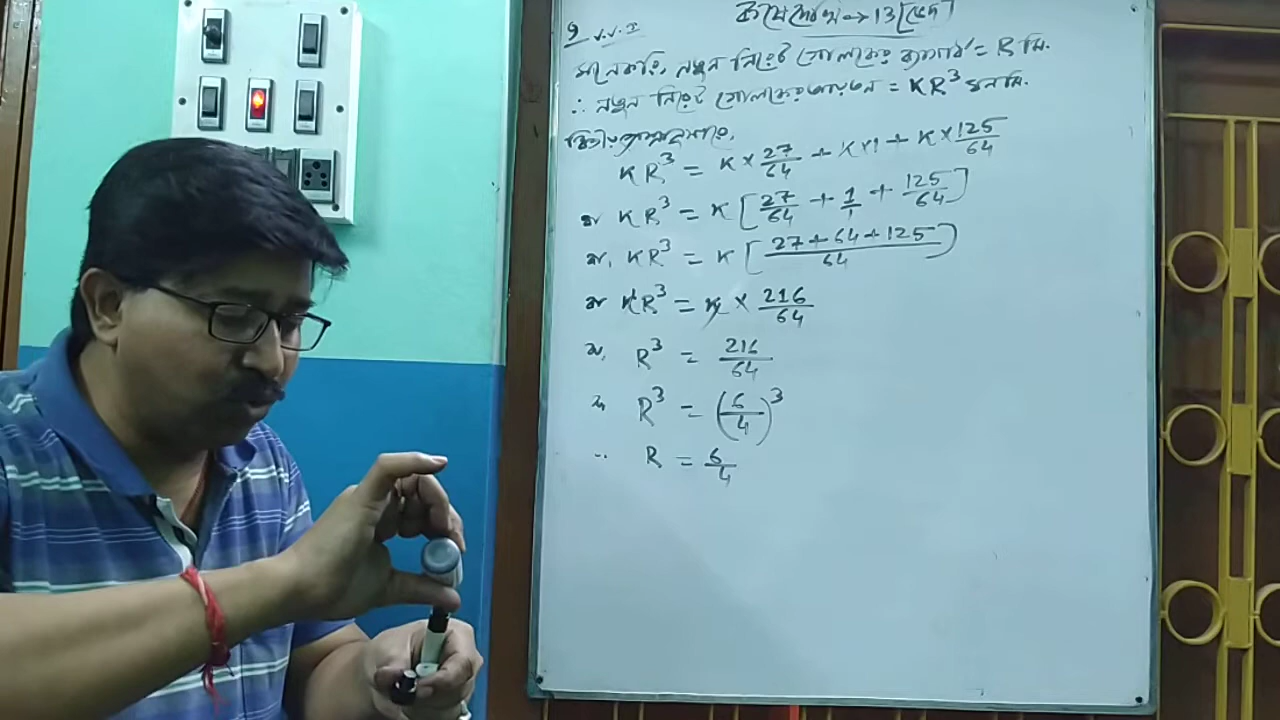 কষে দেখি → 13 [ভেদ]
9 V.V.I
মনেকরি, নতুন নিরেট গোলকের ব্যাসার্ধ = R মি.
∴ নতুন নিরেট গোলকের আয়তন = KR³ ঘনমি.
দ্বিতীয় প্রশ্নানুসারে,
KR³ = K × 27/64 + K × 1 + K × 125/64
বা KR³ = K [27/64 + 1/1 + 125/64]
বা, KR³ = K [(27 + 64 + 125)/64]
বা KR³ = K × 216/64
বা, R³ = 216/64
বা R³ = (6/4)³
∴ R = 6/4